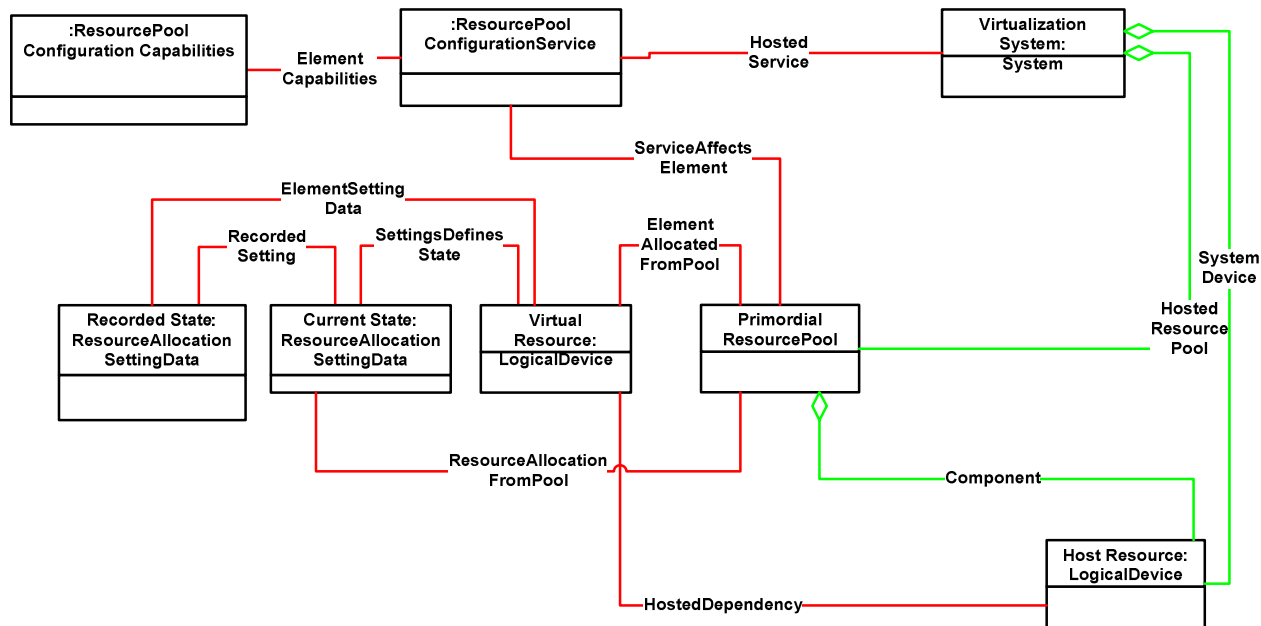 :ResourcePool
Configuration Capabilities
Element
Capabilities
:ResourcePool
ConfigurationService
Hosted
Service
Virtualization
System:
System
ServiceAffects
Element
ElementSetting
Data
Recorded
Setting
SettingsDefines
State
Element
Allocated
FromPool
System
Device
Hosted
Resource
Pool
Recorded State:
ResourceAllocation
SettingData
Current State:
ResourceAllocation
SettingData
Virtual
Resource:
LogicalDevice
Primordial
ResourcePool
ResourceAllocation
FromPool
Component
Host Resource:
LogicalDevice
HostedDependency